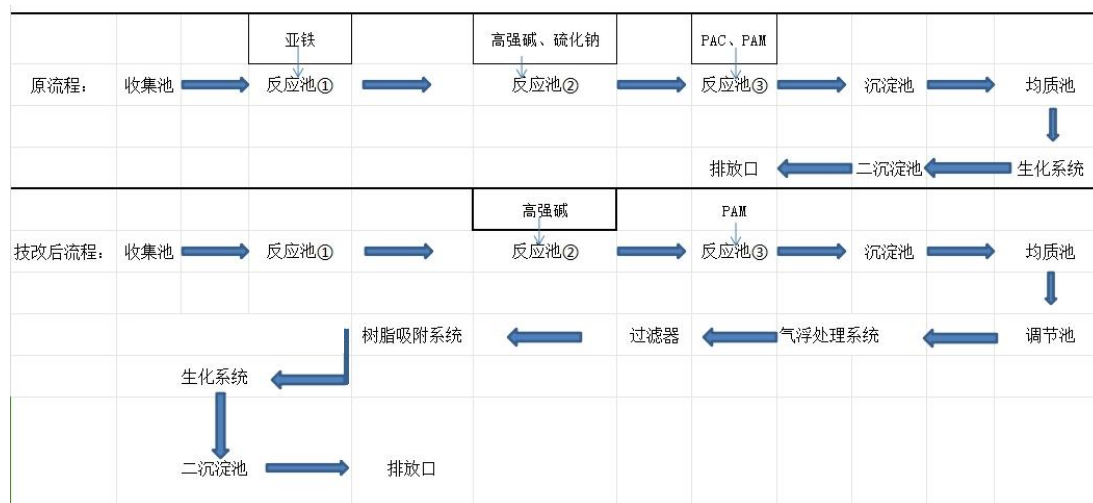 亚铁 高强碱、硫化钠 PAC、PAM
原流程： 收集池 反应池① 反应池② 反应池③ 沉淀池 均质池
排放口 二沉淀池 生化系统
高强碱 PAM
技改后流程： 收集池 反应池① 反应池② 反应池③ 沉淀池 均质池
树脂吸附系统 过滤器 气浮处理系统 调节池
生化系统
二沉淀池 排放口